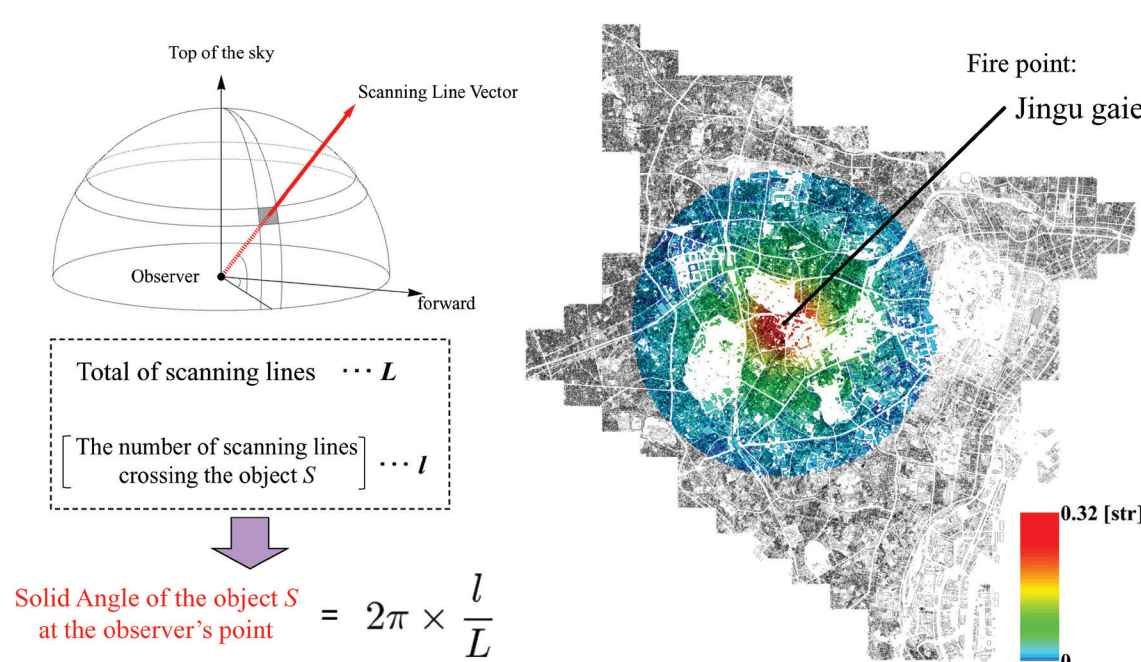 Top of the sky
Scanning Line Vector
Observer
forward
Total of scanning lines ··· L
The number of scanning lines
crossing the object S ··· l
Solid Angle of the object S
at the observer's point
= 2π × l / L
Fire point:
Jingu gaie
0.32 [str]
0